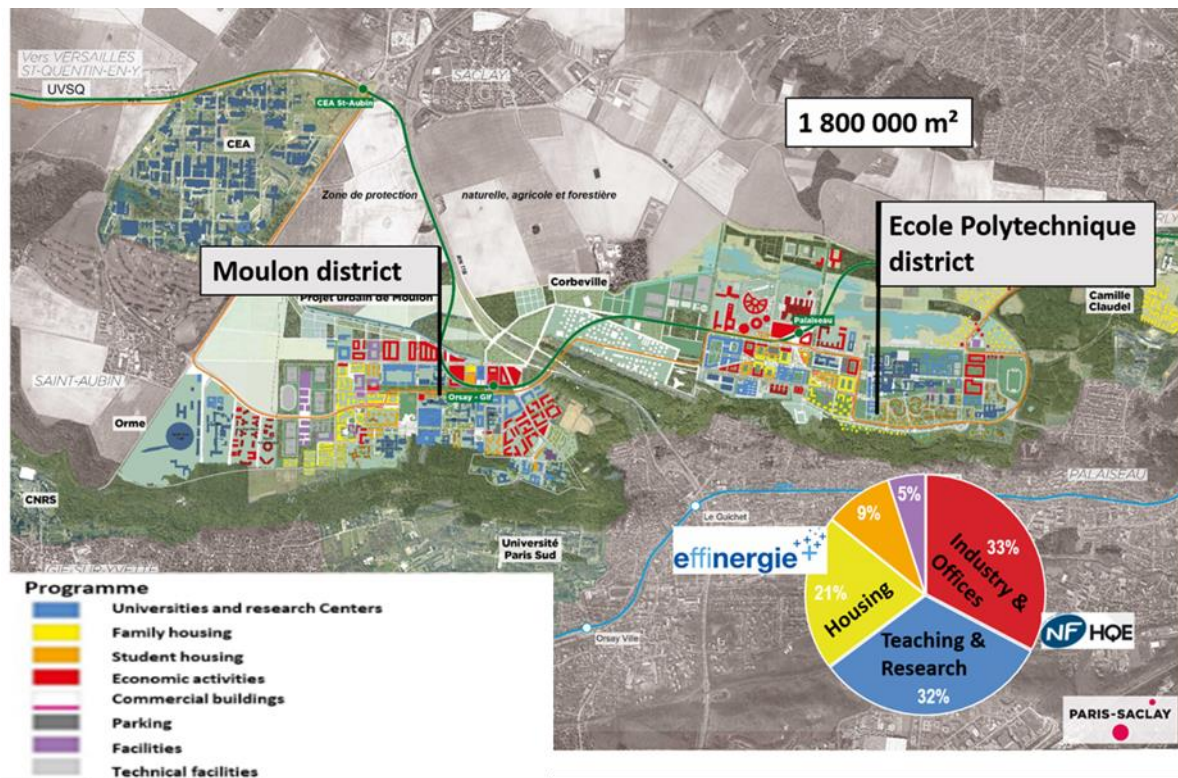 Vers VERSAILLES
ST-QUENTIN-EN-Y.
UVSQ
CEA St-Aubin
SACLAY
CEA
1 800 000 m²
Zone de protection
naturelle, agricole et forestière
Moulon district
Ecole Polytechnique
district
Corbeville
Projet urbain de Moulon
Camille
Claudel
Palaiseau
SAINT-AUBIN
Orsay - Gif
Orme
CNRS
PALAISEAU
Le Guichet
Université
Paris Sud
GIF-SUR-YVETTE
effinergie+
5%
9%
33%
Industry &
Offices
21%
Housing
Teaching &
Research
32%
NF HQE
Orsay Ville
PARIS-SACLAY
Programme
Universities and research Centers
Family housing
Student housing
Economic activities
Commercial buildings
Parking
Facilities
Technical facilities